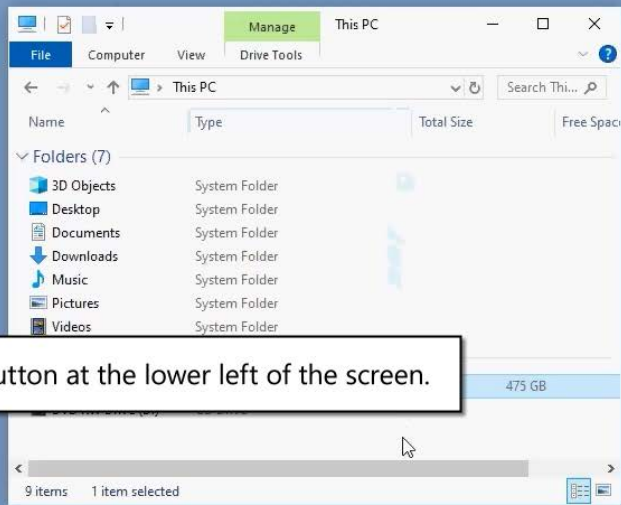 Manage This PC
File Computer View Drive Tools
This PC Search Thi...
Name Type Total Size Free Spac
Folders (7)
3D Objects System Folder
Desktop System Folder
Documents System Folder
Downloads System Folder
Music System Folder
Pictures System Folder
Videos System Folder
utton at the lower left of the screen.
475 GB
9 items 1 item selected